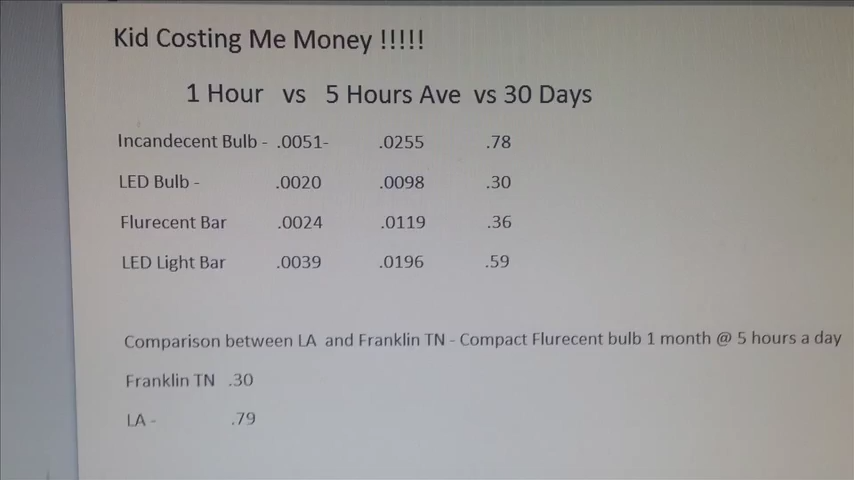 Kid Costing Me Money !!!!!
1 Hour vs 5 Hours Ave vs 30 Days
Incandecent Bulb - .0051- .0255 .78
LED Bulb - .0020 .0098 .30
Flurecent Bar .0024 .0119 .36
LED Light Bar .0039 .0196 .59
Comparison between LA and Franklin TN - Compact Flurecent bulb 1 month @ 5 hours a day
Franklin TN .30
LA - .79